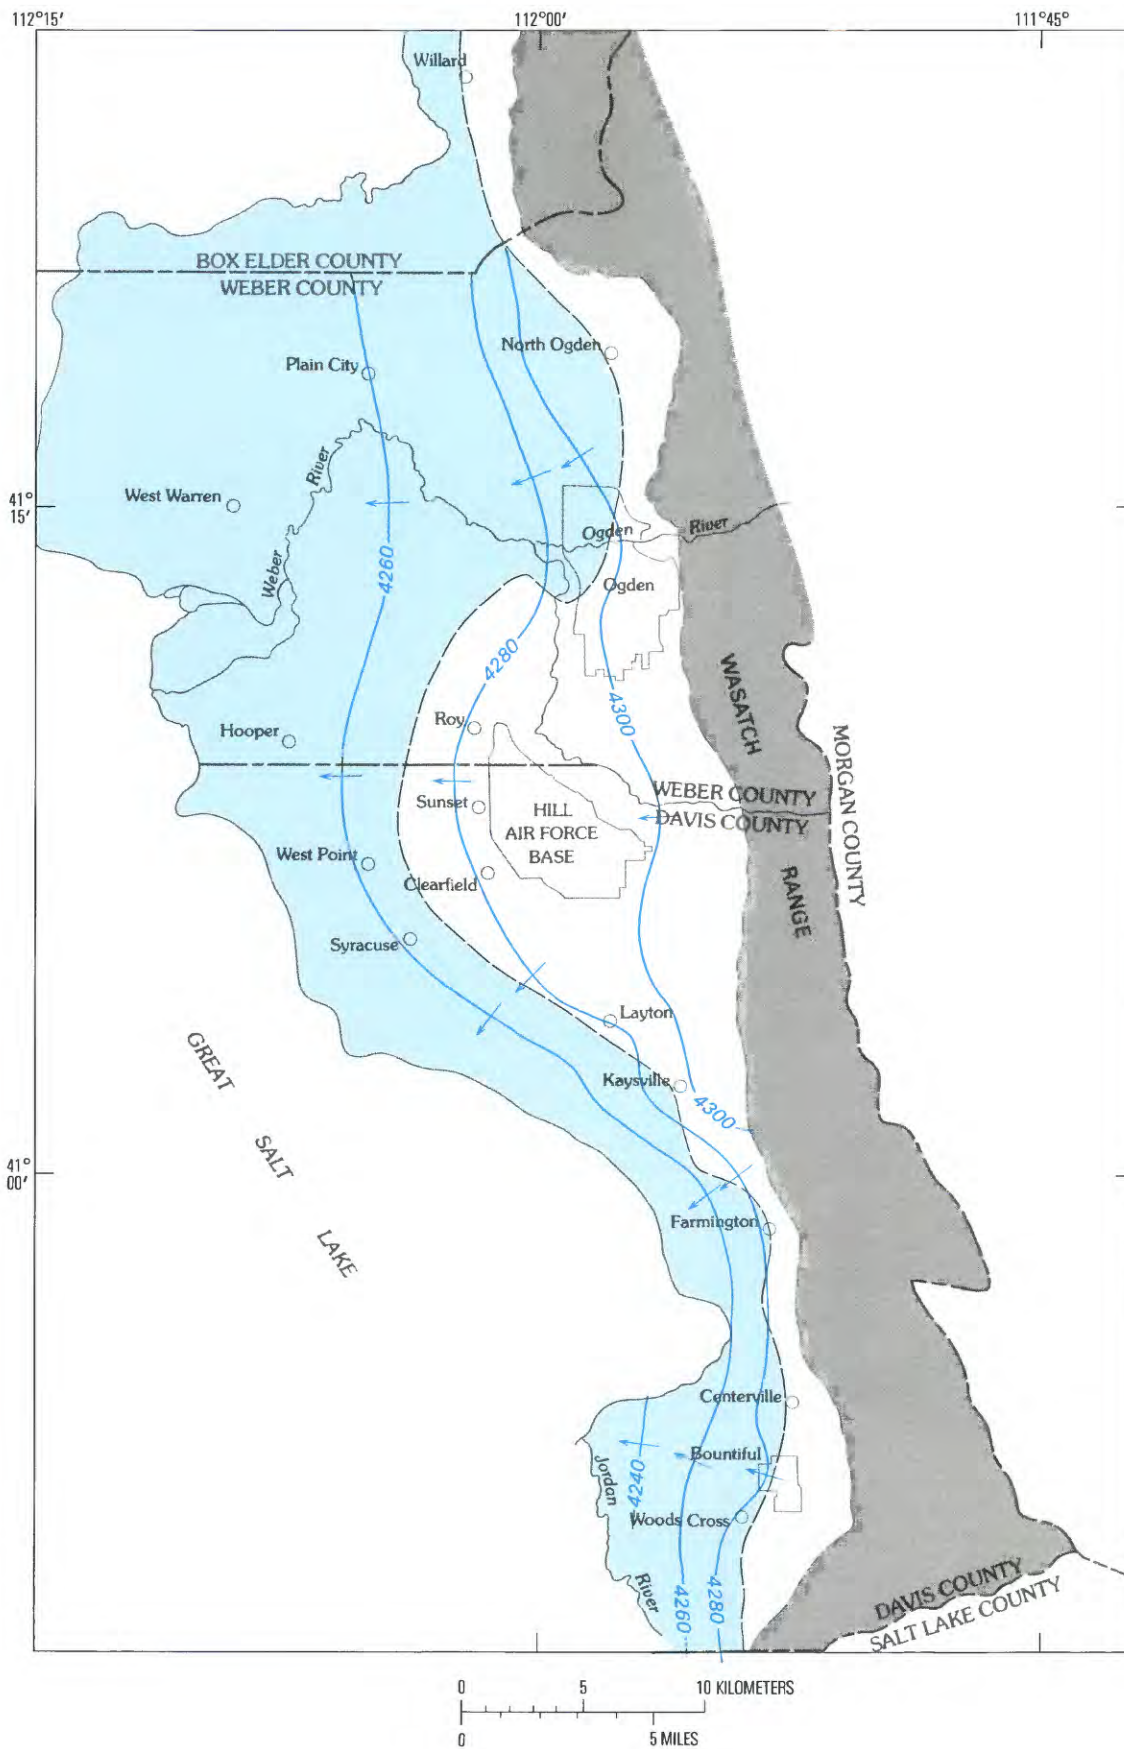 112°15′
112°00′
111°45°
Willard
BOX ELDER COUNTY
WEBER COUNTY
North Ogden
Plain City
River
West Warren
41°
15′
Ogden
River
Weber
4260
Ogden
4280
WASATCH
4300
Roy
Hooper
MORGAN COUNTY
WEBER COUNTY
DAVIS COUNTY
Sunset
HILL
AIR FORCE
BASE
West Point
Clearfield
RANGE
Syracuse
Layton
GREAT
Kaysville
4300
SALT
41°
00′
Farmington
LAKE
Centerville
Bountiful
Jordan
4240
Woods Cross
River
4260
4280
DAVIS COUNTY
SALT LAKE COUNTY
0 5 10 KILOMETERS
0 5 MILES